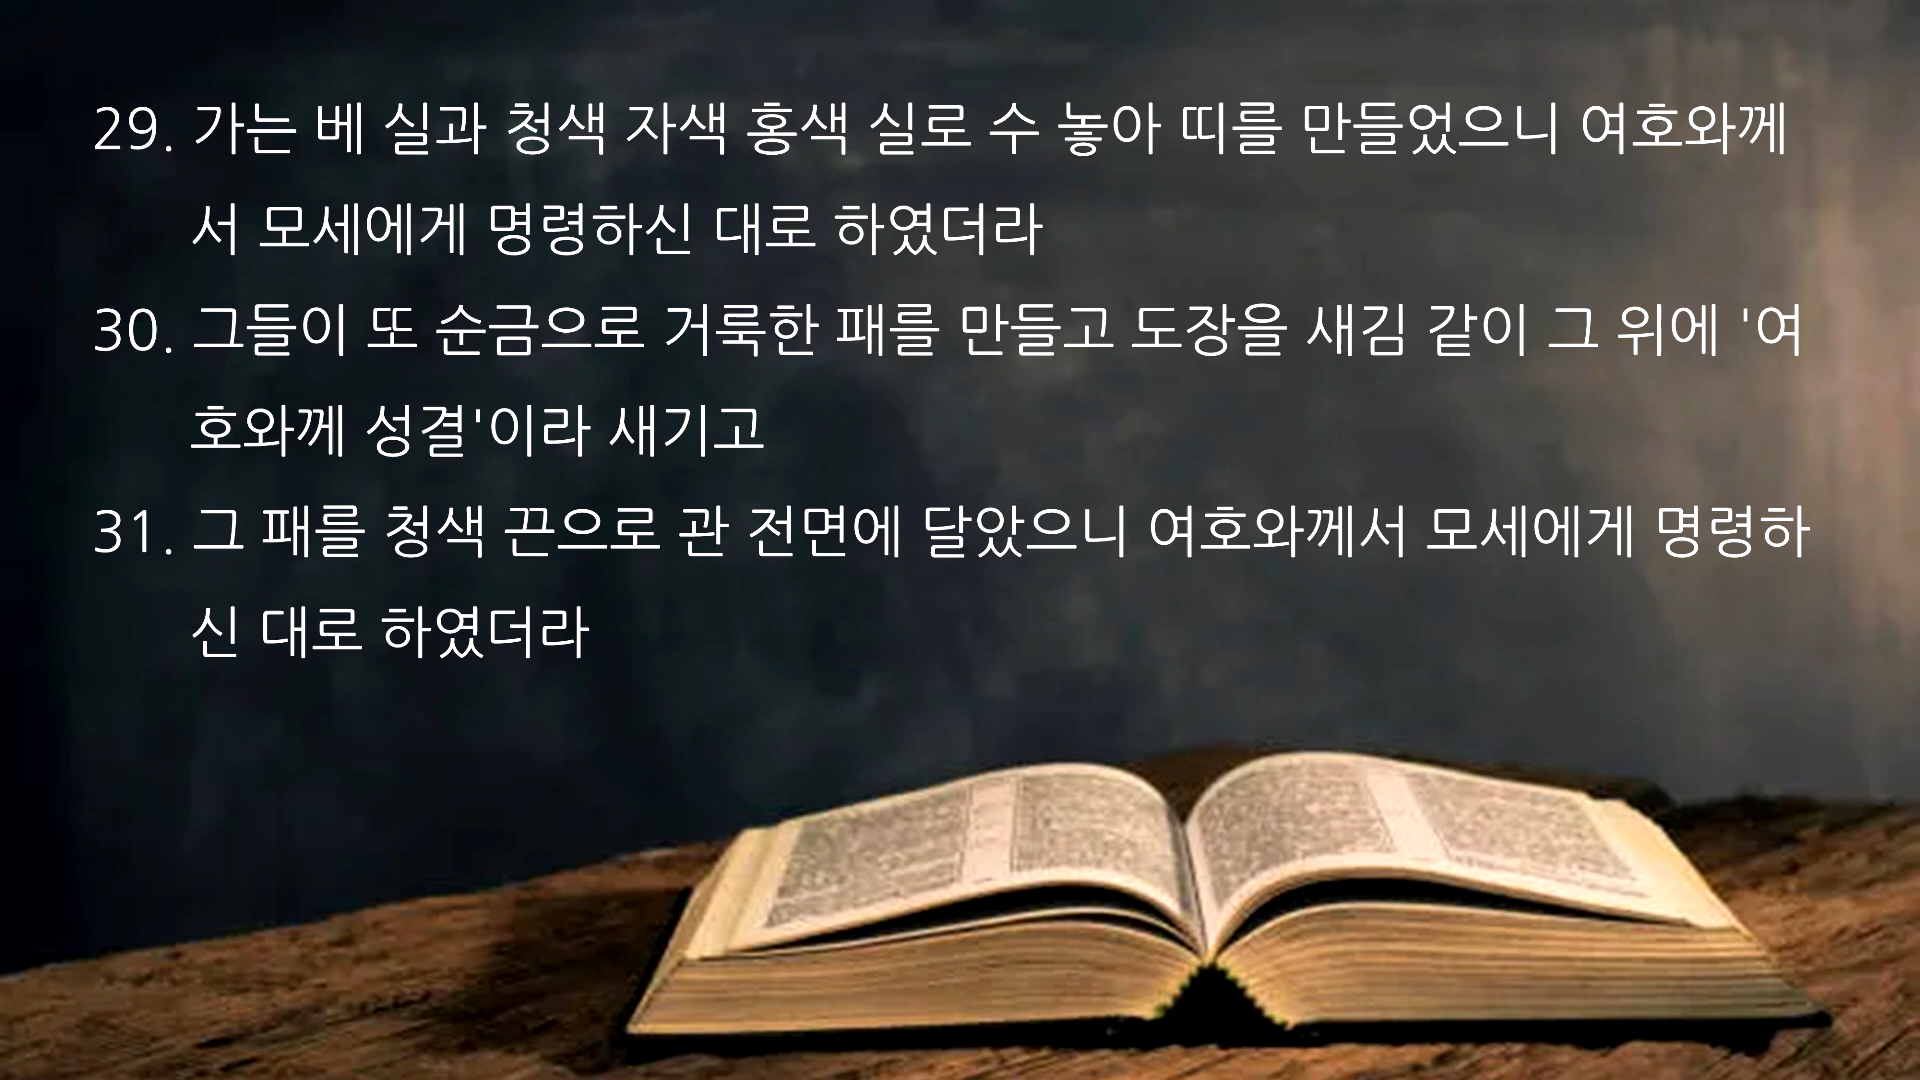 29. 가는 베 실과 청색 자색 홍색 실로 수 놓아 띠를 만들었으니 여호와께
서 모세에게 명령하신 대로 하였더라
30. 그들이 또 순금으로 거룩한 패를 만들고 도장을 새김 같이 그 위에 '여
호와께 성결'이라 새기고
31. 그 패를 청색 끈으로 관 전면에 달았으니 여호와께서 모세에게 명령하
신 대로 하였더라